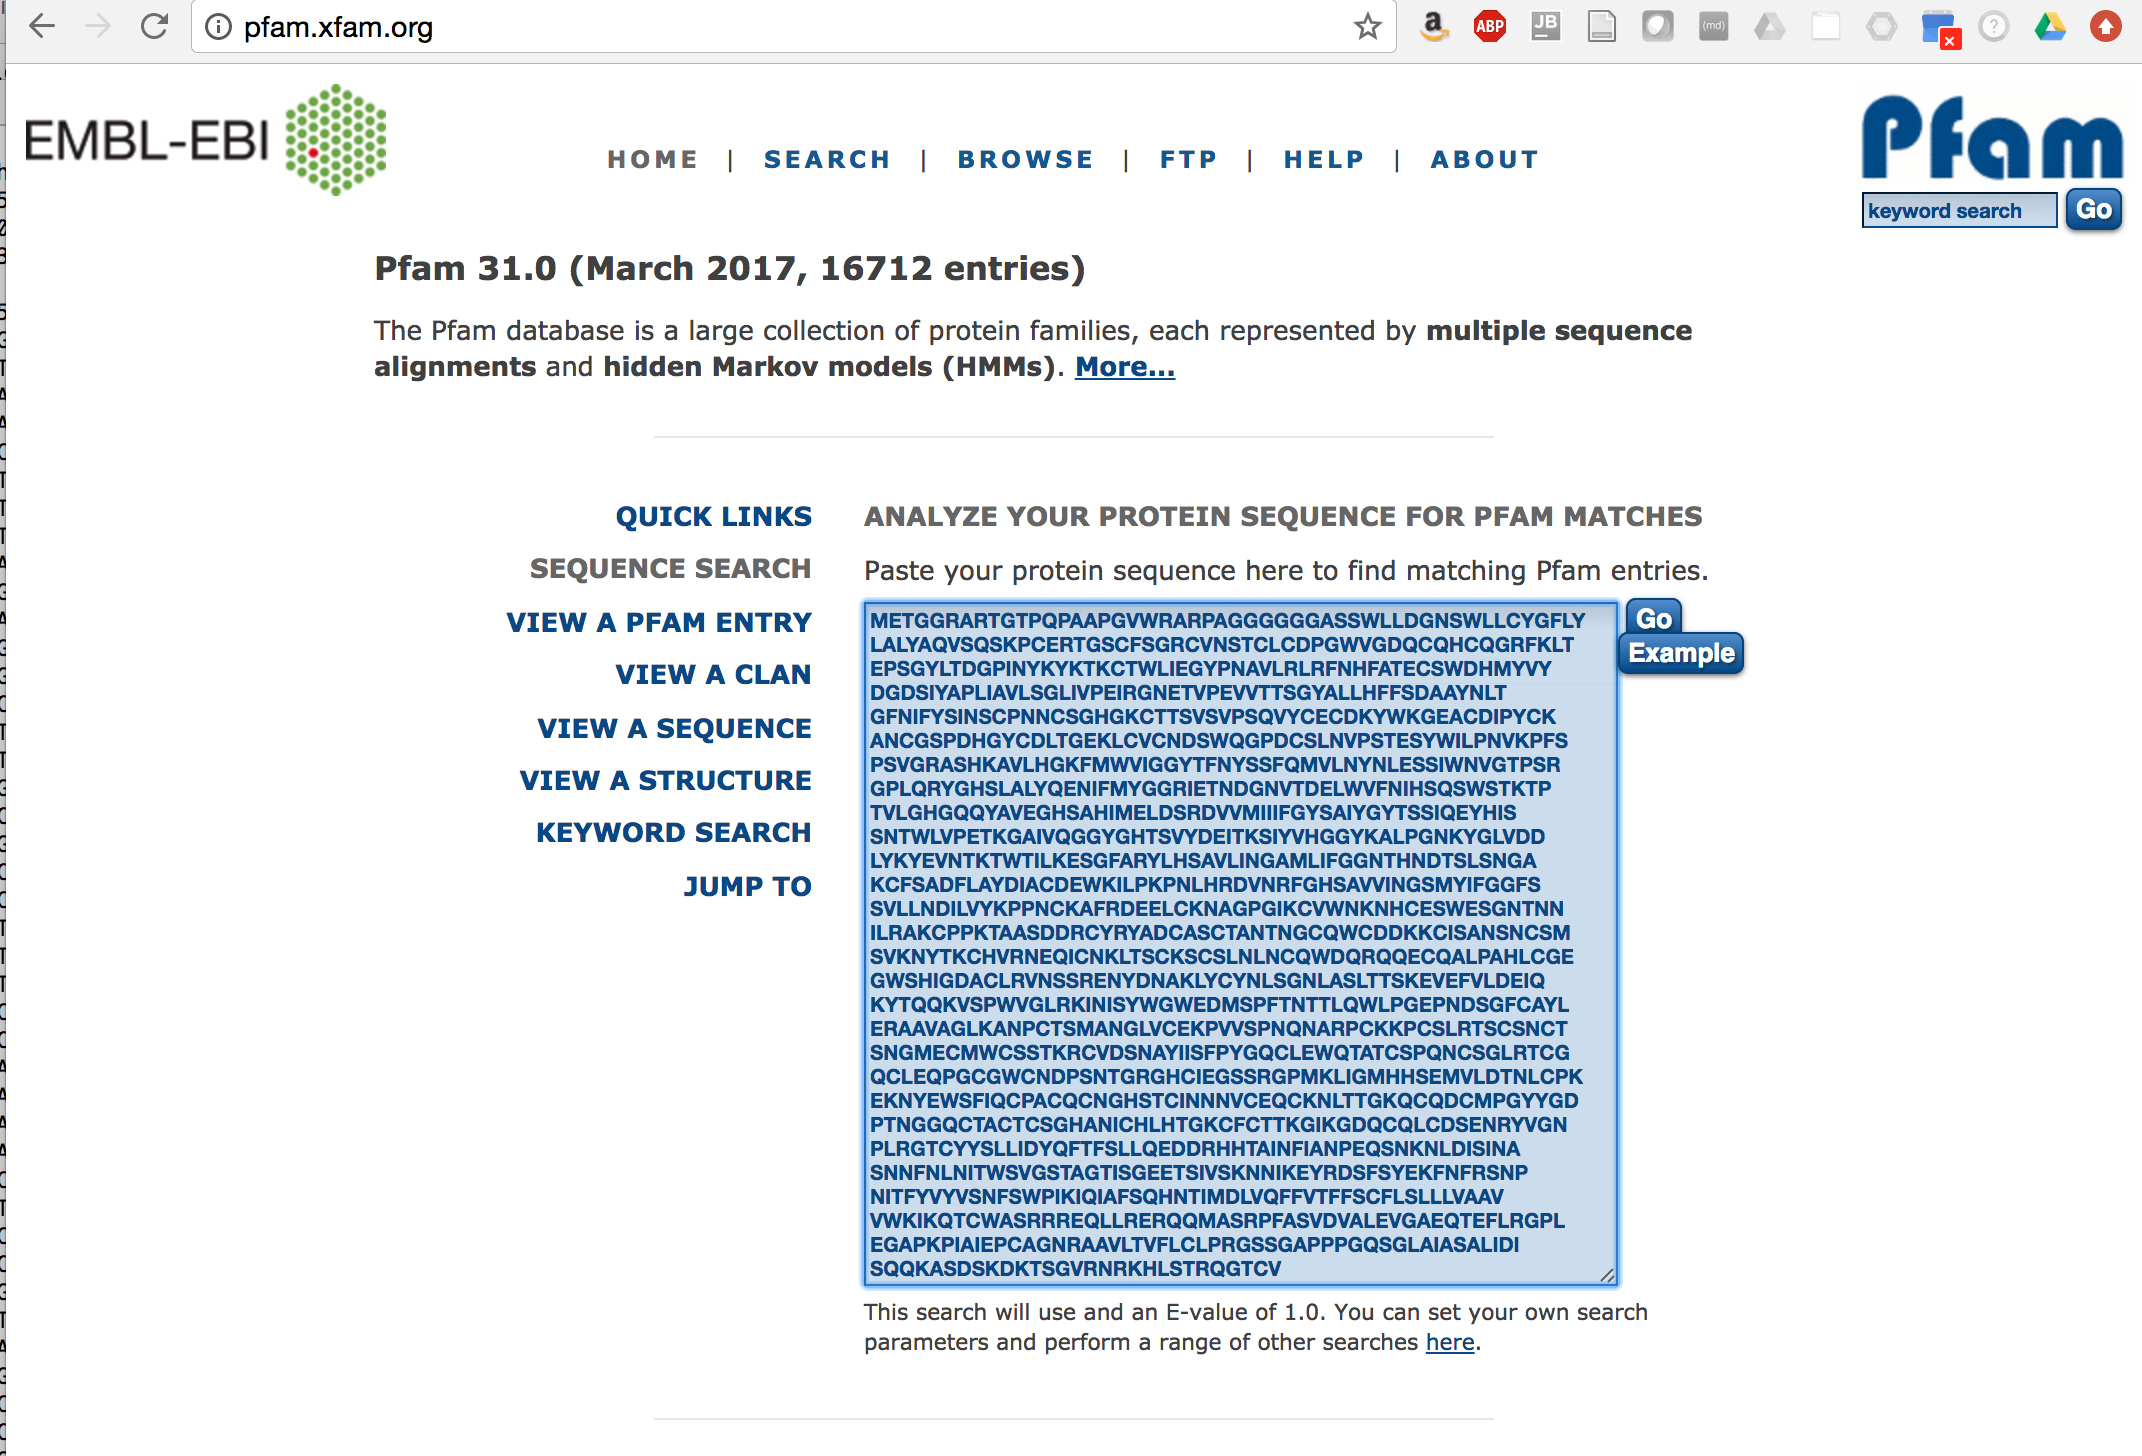 pfam.xfam.org
ABP
JB
(md)
EMBL-EBI
HOME | SEARCH | BROWSE | FTP | HELP | ABOUT
Pfam
keyword search Go
Pfam 31.0 (March 2017, 16712 entries)
The Pfam database is a large collection of protein families, each represented by multiple sequence
alignments and hidden Markov models (HMMs). More...
QUICK LINKS
SEQUENCE SEARCH
VIEW A PFAM ENTRY
VIEW A CLAN
VIEW A SEQUENCE
VIEW A STRUCTURE
KEYWORD SEARCH
JUMP TO
ANALYZE YOUR PROTEIN SEQUENCE FOR PFAM MATCHES
Paste your protein sequence here to find matching Pfam entries.
METGGRARTGTPQPAAPGVWRARPAGGGGGGASSWLLDGNSWLLCYGFLY
LALYAQVSQSKPCERTGSCFSGRCVNSTCLCDPGWVGDQCQHCQGRFKLT
EPSGYLTDGPINYKYKTKCTWLIEGYPNAVLRLRFNHFATECSWDHMYVY
DGDSIYAPLIAVLSGLIVPEIRGNETVPEVVTTSGYALLHFFSDAAYNLT
GFNIFYSINSCPNNCSGHGKCTTSVSVPSQVYCECDKYWKGEACDIPYCK
ANCGSPDHGYCDLTGEKLCVCNDSWQGPDCSLNVPSTESYWILPNVKPFS
PSVGRASHKAVLHGKFMWVIGGYTFNYSSFQMVLNYNLESSIWNVGTPSR
GPLQRYGHSLALYQENIFMYGGRIETNDGNVTDELWVFNIHSQSWSTKTP
TVLGHGQQYAVEGHSAHIMELDSRDVVMIIIFGYSAIYGYTSSIQEYHIS
SNTWLVPETKGAIVQGGYGHTSVYDEITKSIYVHGGYKALPGNKYGLVDD
LYKYEVNTKTWTILKESGFARYLHSAVLINGAMLIFGGNTHNDTSLSNGA
KCFSADFLAYDIACDEWKILPKPNLHRDVNRFGHSAVVINGSMYIFGGFS
SVLLNDILVYKPPNCKAFRDEELCKNAGPGIKCVWNKNHCESWESGNTNN
ILRAKCPPKTAASDDRCYRYADCASCTANTNGCQWCDDKKCISANSNCSM
SVKNYTKCHVRNEQICNKLTSCKSCSLNLNCQWDQRQQECQALPAHLCGE
GWSHIGDACLRVNSSRENYDNAKLYCYNLSGNLASLTTSKEVEFVLDEIQ
KYTQQKVSPWVGLRKINISYWGWEDMSPFTNTTLQWLPGEPNDSGFCAYL
ERAAVAGLKANPCTSMANGLVCEKPVVSPNQNARPCKKPCSLRTSCSNCT
SNGMECMWCSSTKRCVDSNAYIISFPYGQCLEWQTATCSPQNCSGLRTCG
QCLEQPGCGWCNDPSNTGRGHCIEGSSRGPMKLIGMHHSEMVLDTNLCPK
EKNYEWSFIQCPACQCNGHSTCINNNVCEQCKNLTTGKQCQDCMPGYYGD
PTNGGQCTACTCSGHANICHLHTGKCFCTTKGIKGDQCQLCDSENRYVGN
PLRGTCYYSLLIDYQFTFSLLQEDDRHHTAINFIANPEQSNKNLDISINA
SNNFNLNITWSVGSTAGTISGEETSIVSKNNIKEYRDSFSYEKFNFRSNP
NITFYVYVSNFSWPIKIQIAFSQHNTIMDLVQFFVTFFSCFLSLLLVAAV
VWKIKQTCWASRRREQLLRERQQMASRPFASVDVALEVGAEQTEFLRGPL
EGAPKPIAIEPCAGNRAAVLTVFLCLPRGSSGAPPPGQSGLAIASALIDI
SQQKASDSKDKTSGVRNRKHLSTRQGTCV
Go
Example
This search will use and an E-value of 1.0. You can set your own search
parameters and perform a range of other searches here.